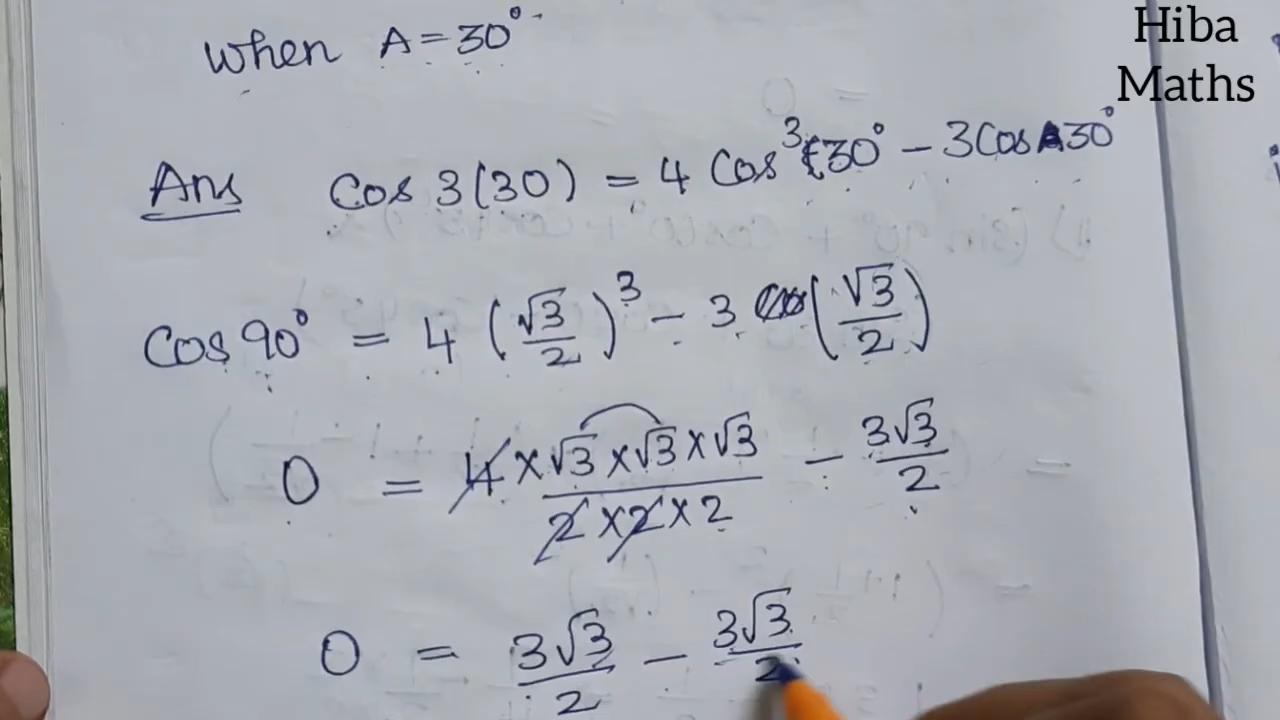 Hiba
Maths
When A = 30°
Ans cos 3(30) = 4 cos³ 30° - 3cos 30°
Cos 90° = 4 (√3/2)³ - 3 (√3/2)
0 = 4 × √3 × √3 × √3 / 2 × 2 × 2 - 3√3/2
0 = 3√3/2 - 3√3/2